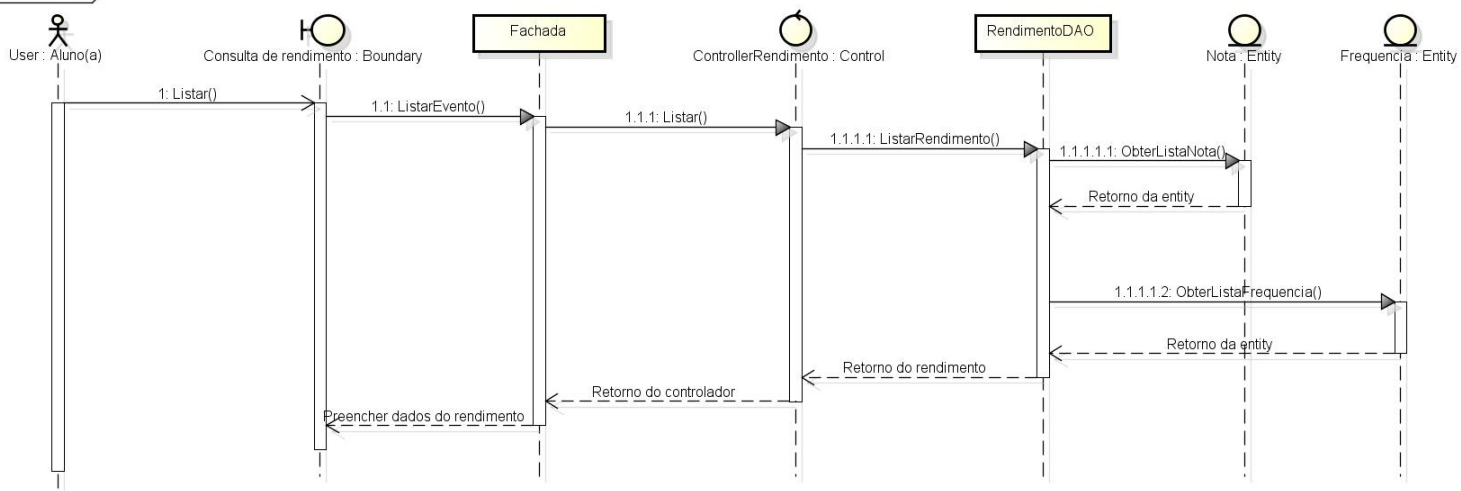 Fachada
RendimentoDAO
User : Aluno(a)
Consulta de rendimento : Boundary
ControllerRendimento : Control
Nota : Entity
Frequencia : Entity
1: Listar()
1.1: ListarEvento()
1.1.1: Listar()
1.1.1.1: ListarRendimento()
1.1.1.1.1: ObterListaNota()
Retorno da entity
1.1.1.1.2: ObterListaFrequencia()
Retorno da entity
Retorno do rendimento
Retorno do controlador
Preencher dados do rendimento